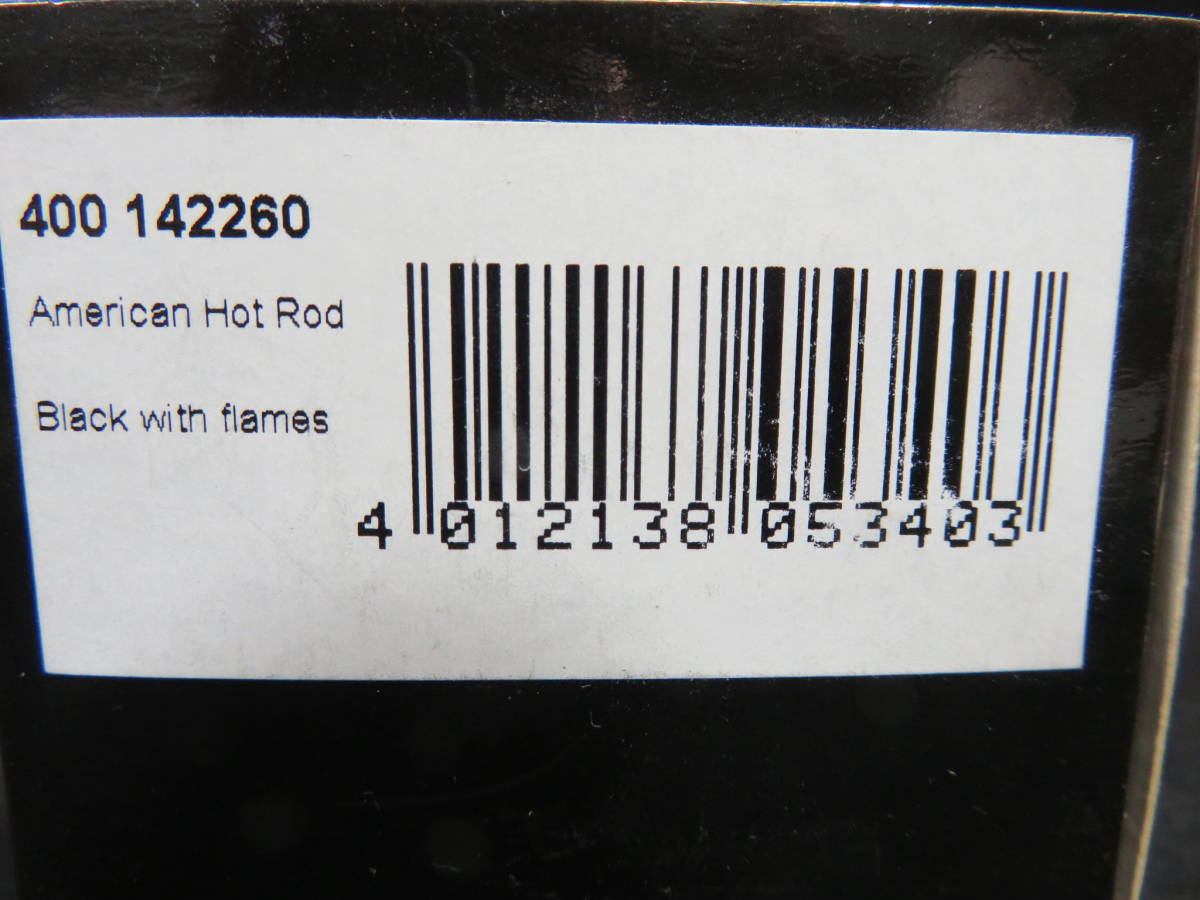 400 142260
American Hot Rod
Black with flames
4 012138 053403